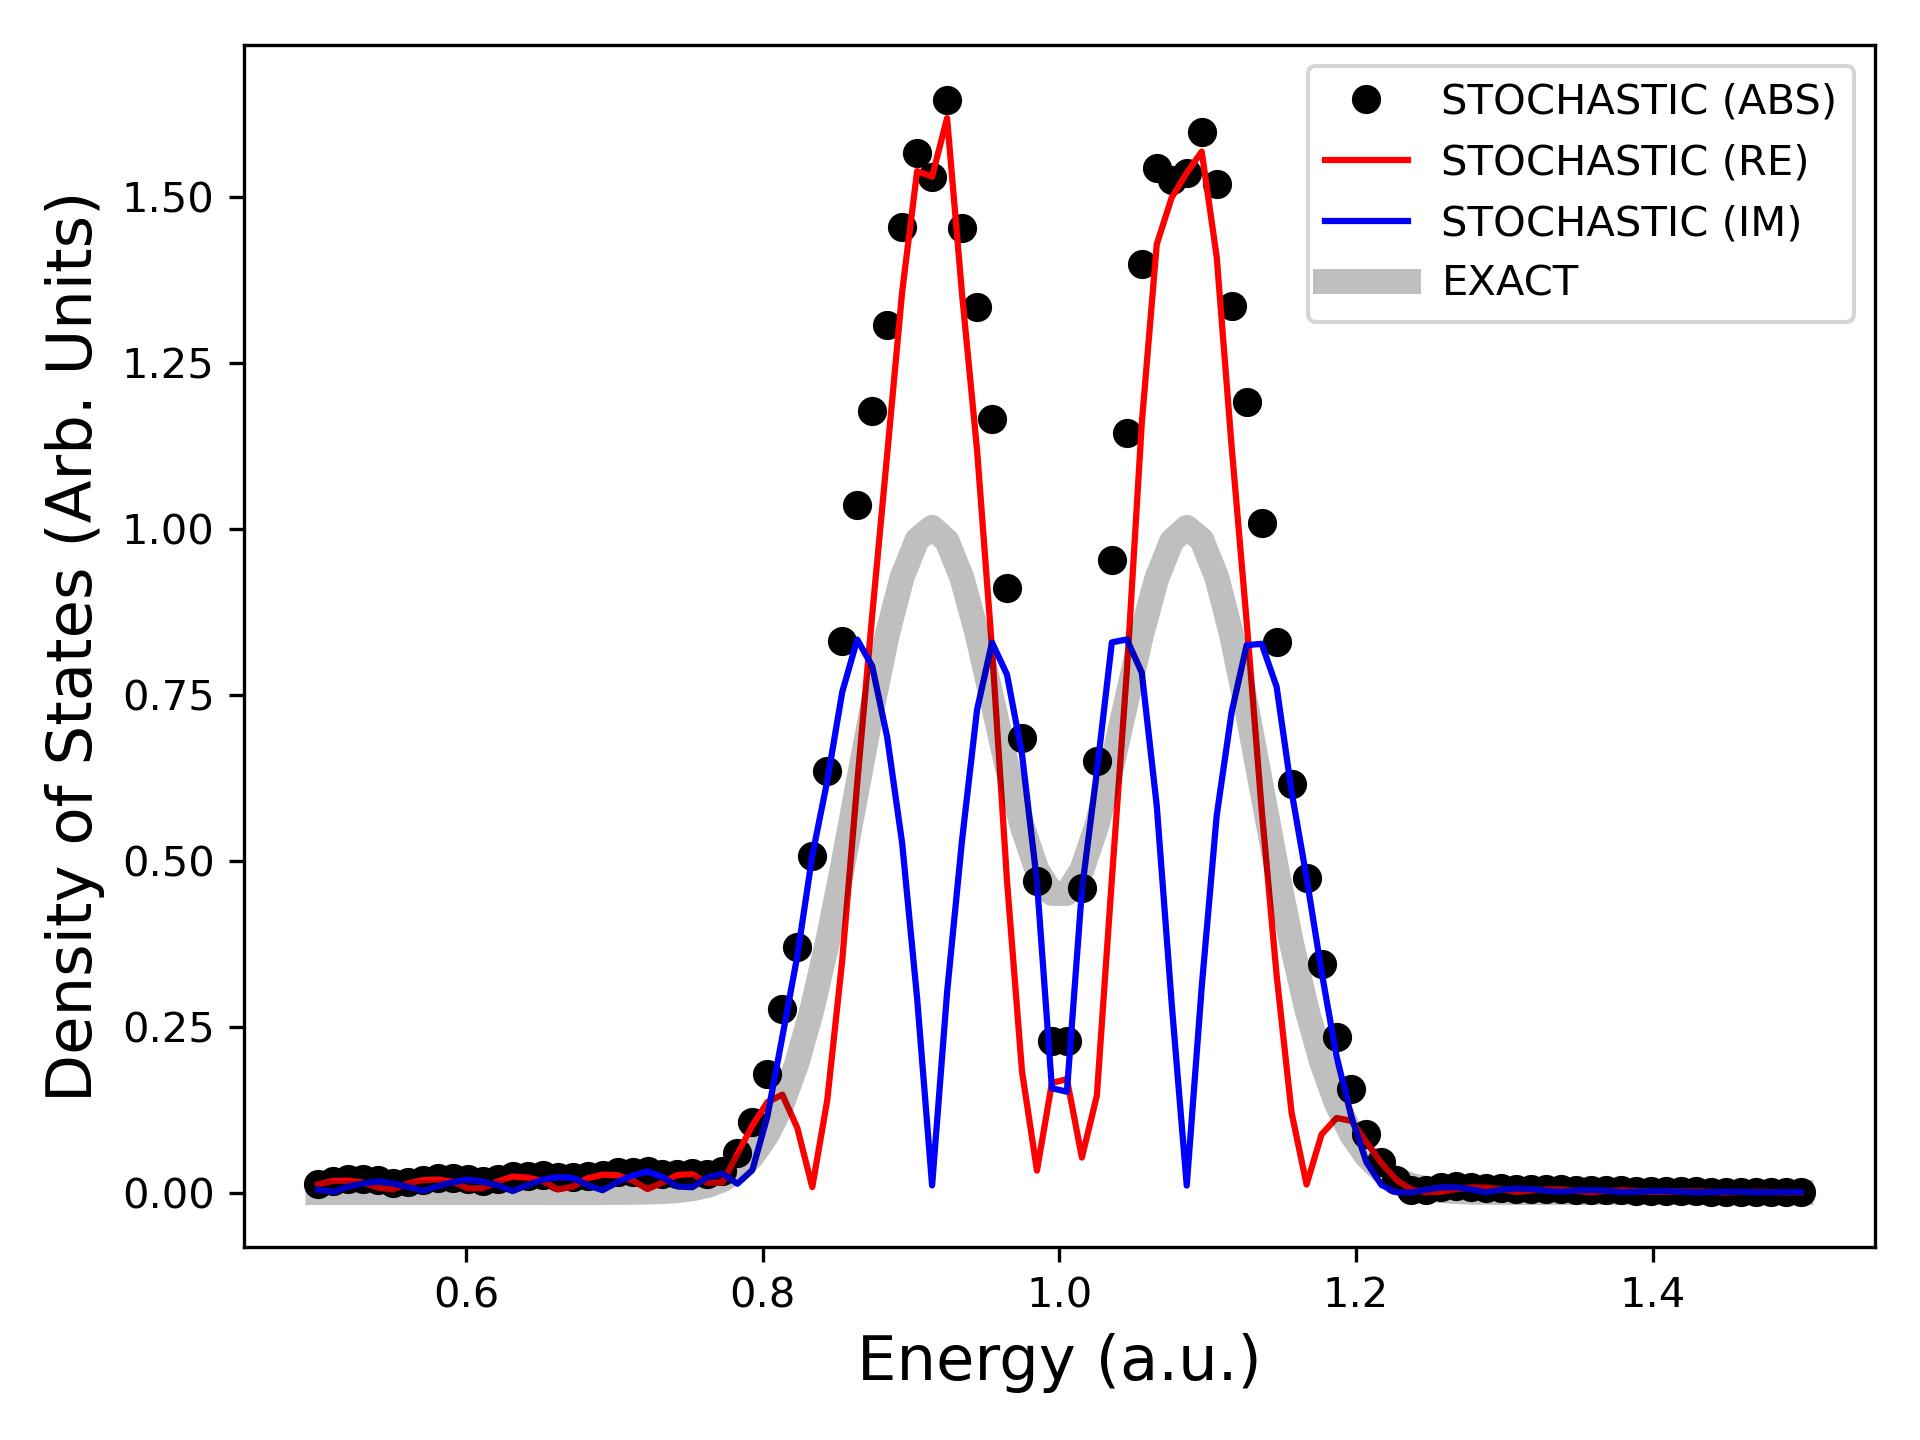 STOCHASTIC (ABS)
STOCHASTIC (RE)
STOCHASTIC (IM)
EXACT
Density of States (Arb. Units)
1.50
1.25
1.00
0.75
0.50
0.25
0.00
0.6 0.8 1.0 1.2 1.4
Energy (a.u.)